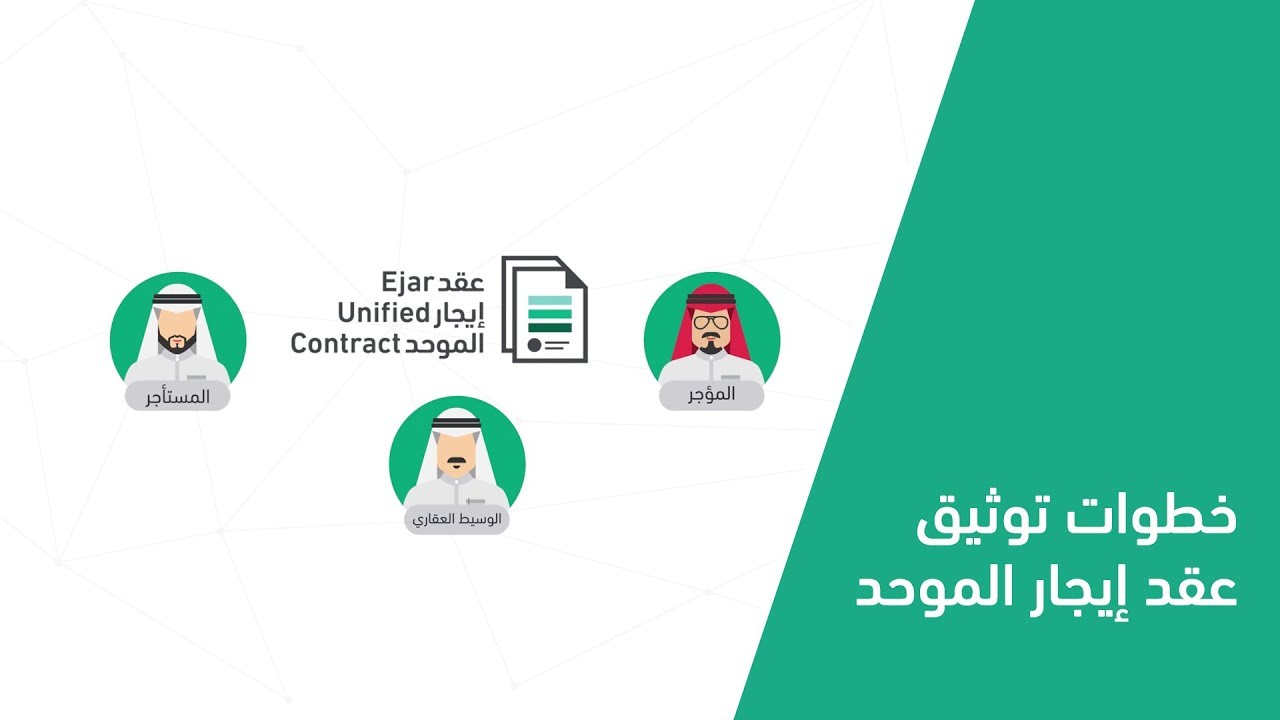 عقد Ejar
إيجار Unified
الموحد Contract
المؤجر
المستأجر
الوسيط العقاري
خطوات توثيق
عقد إيجار الموحد